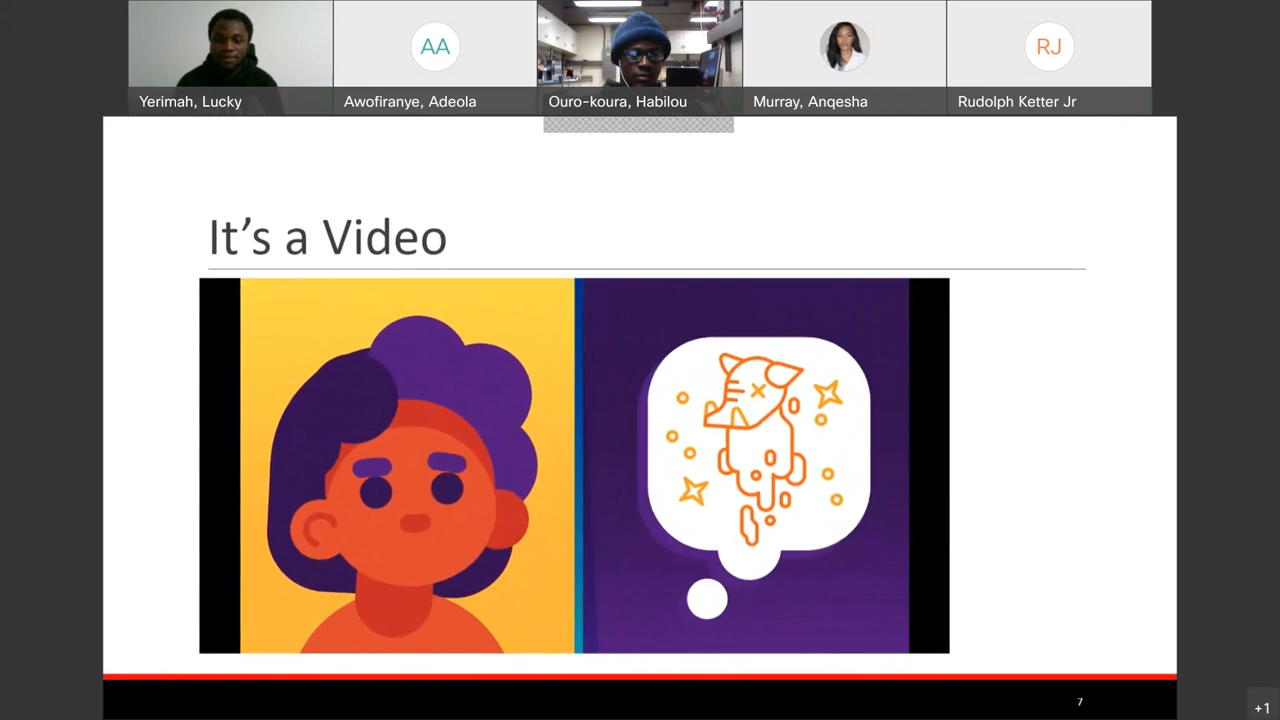 AA
RJ
Yerimah, Lucky
Awofiranye, Adeola
Ouro-koura, Habilou
Murray, Anqesha
Rudolph Ketter Jr
It's a Video
7
+1